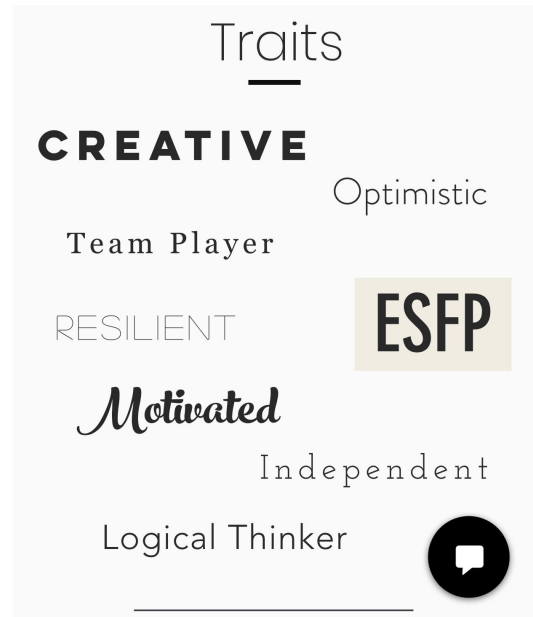 Traits
CREATIVE
Optimistic
Team Player
RESILIENT
ESFP
Motivated
Independent
Logical Thinker